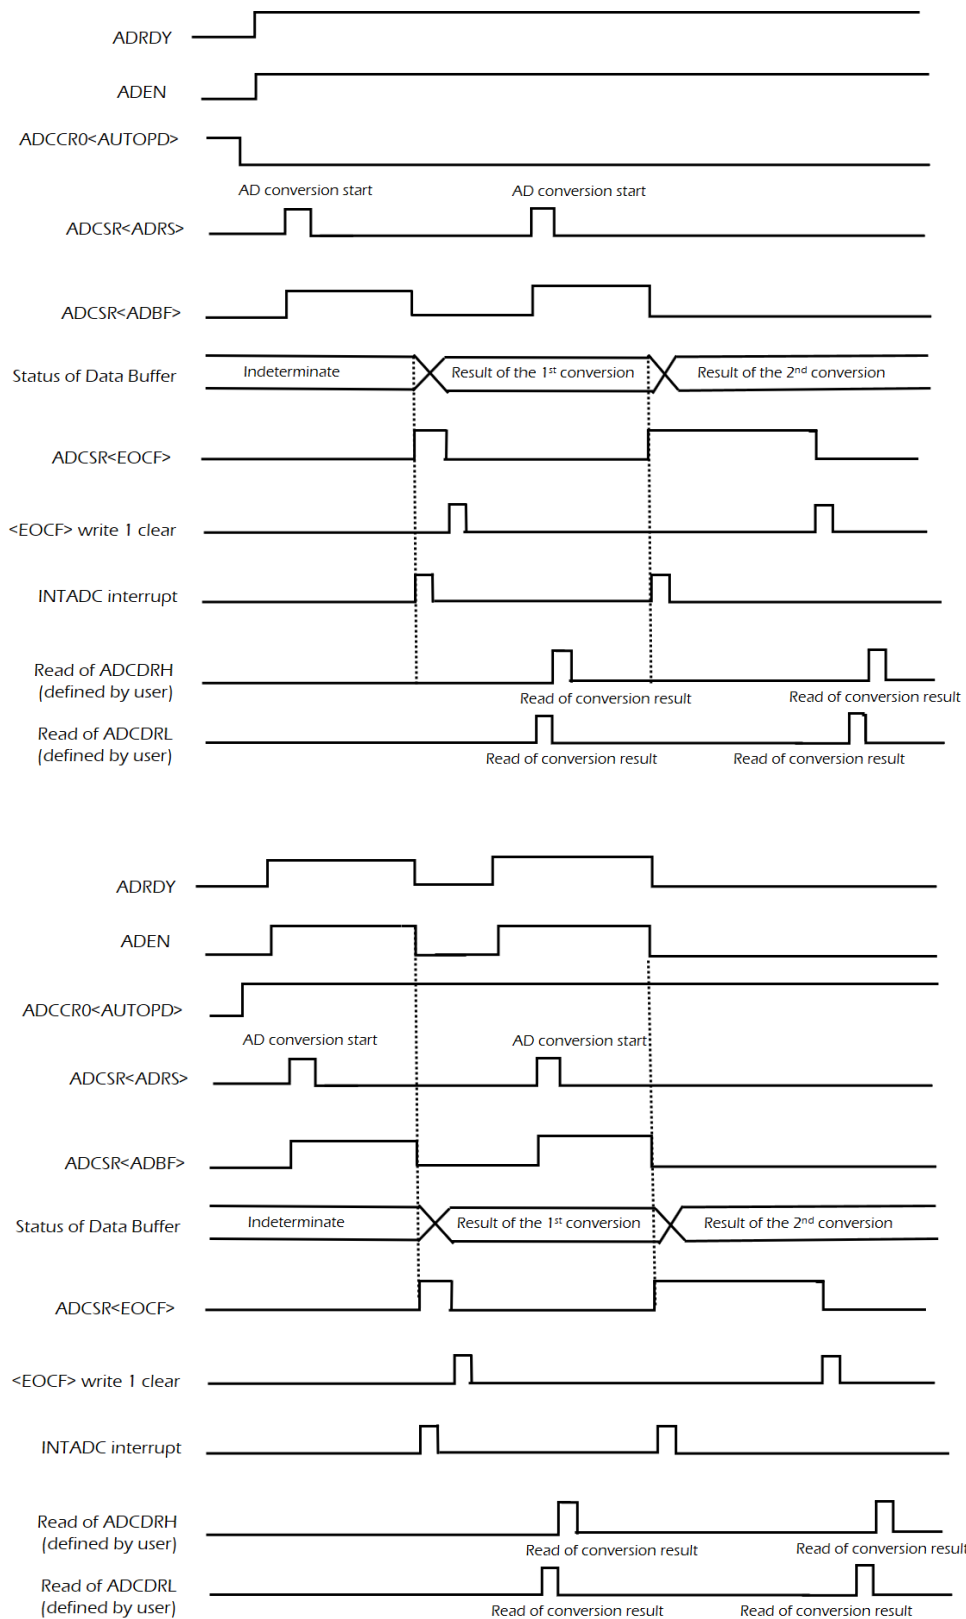 ADRDY
ADEN
ADCCR0<AUTOPD>
AD conversion start AD conversion start
ADCSR<ADRS>
ADCSR<ADBF>
Status of Data Buffer Indeterminate Result of the 1st conversion Result of the 2nd conversion
ADCSR<EOCF>
<EOCF> write 1 clear
INTADC interrupt
Read of ADCDRH
(defined by user)
Read of conversion result Read of conversion result
Read of ADCDRL
(defined by user)
Read of conversion result Read of conversion result
ADRDY
ADEN
ADCCR0<AUTOPD>
AD conversion start AD conversion start
ADCSR<ADRS>
ADCSR<ADBF>
Status of Data Buffer Indeterminate Result of the 1st conversion Result of the 2nd conversion
ADCSR<EOCF>
<EOCF> write 1 clear
INTADC interrupt
Read of ADCDRH
(defined by user)
Read of conversion result Read of conversion result
Read of ADCDRL
(defined by user)
Read of conversion result Read of conversion result